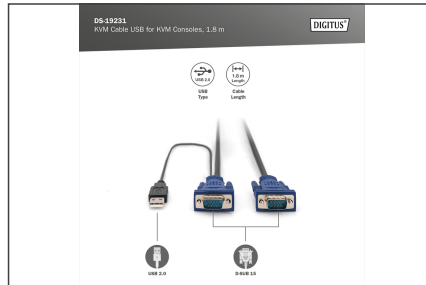 DS-19231
KVM Cable USB for KVM Consoles, 1.8 m
DIGITUS®
USB 2.0
USB
Type
1.8 m
Length
Cable
Length
USB 2.0
D-SUB 15